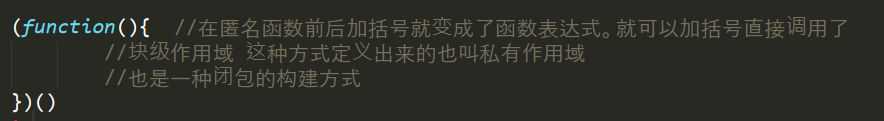 (function(){  //在匿名函数前后加括号就变成了函数表达式。就可以加括号直接调用了
//块级作用域 这种方式定义出来的也叫私有作用域
//也是一种闭包的构建方式
})()